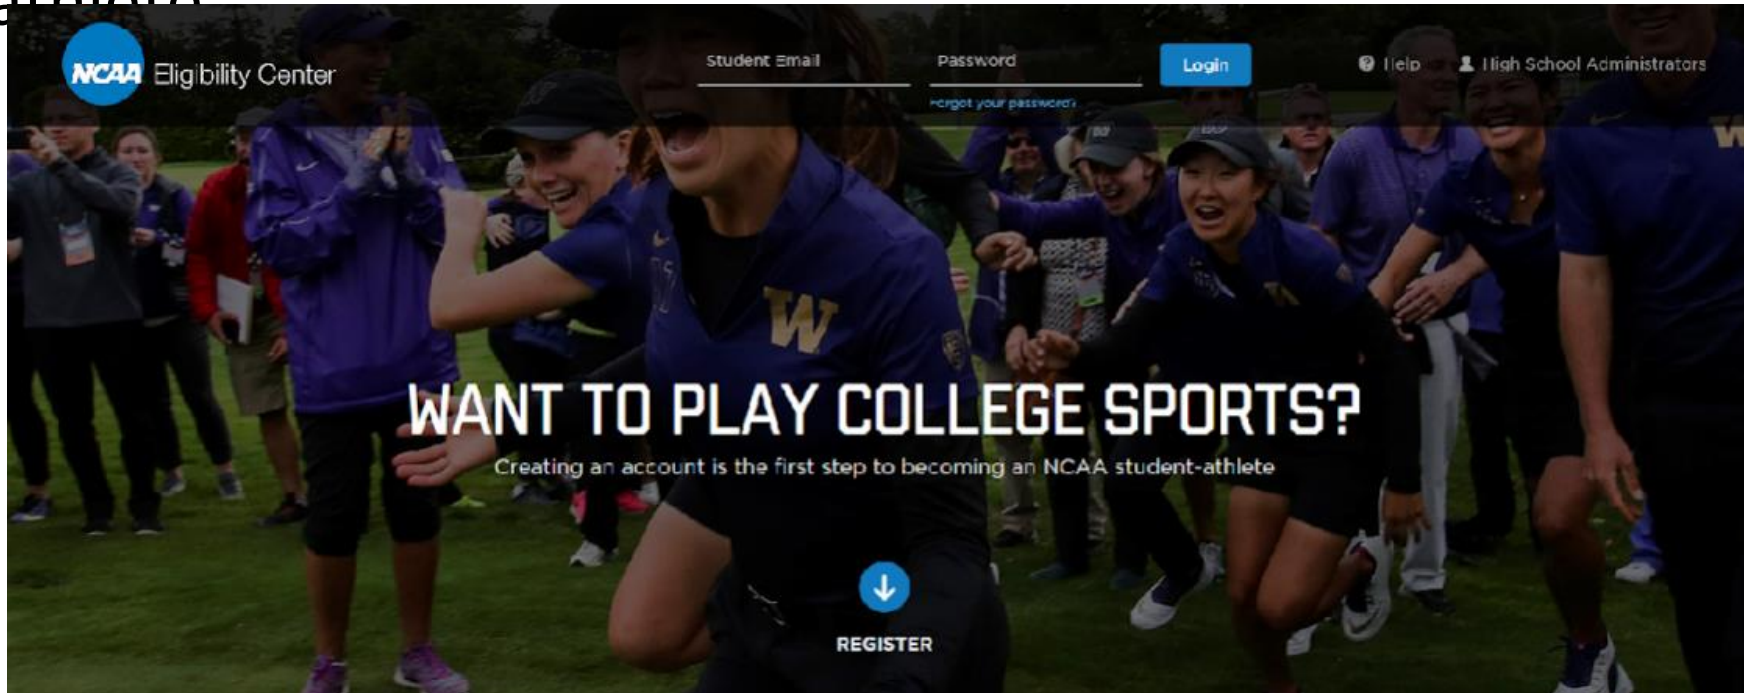 NCAA Eligibility Center
Student Email
Password
Login
Help
High School Administrators
Forgot your password?
W
W
WANT TO PLAY COLLEGE SPORTS?
Creating an account is the first step to becoming an NCAA student-athlete
REGISTER